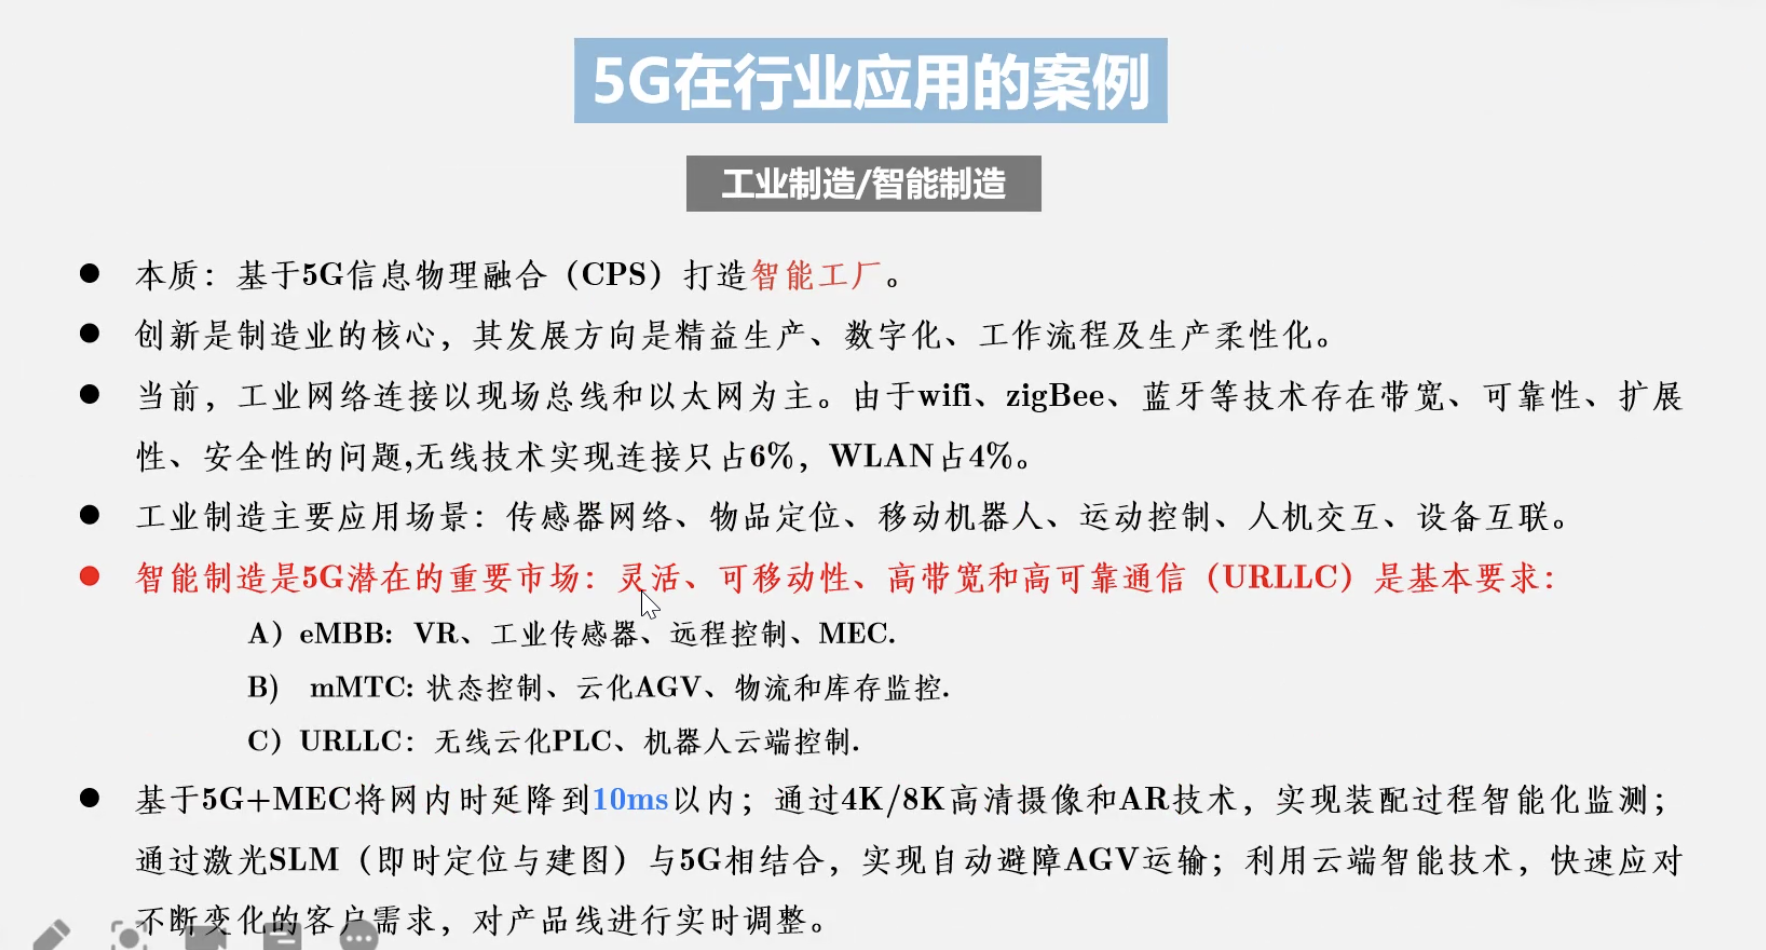 5G在行业应用的案例
工业制造/智能制造
● 本质：基于5G信息物理融合（CPS）打造智能工厂。
● 创新是制造业的核心，其发展方向是精益生产、数字化、工作流程及生产柔性化。
● 当前，工业网络连接以现场总线和以太网为主。由于wifi、zigBee、蓝牙等技术存在带宽、可靠性、扩展
性、安全性的问题,无线技术实现连接只占6%，WLAN占4%。
● 工业制造主要应用场景：传感器网络、物品定位、移动机器人、运动控制、人机交互、设备互联。
● 智能制造是5G潜在的重要市场：灵活、可移动性、高带宽和高可靠通信（URLLC）是基本要求：
A）eMBB：VR、工业传感器、远程控制、MEC.
B） mMTC: 状态控制、云化AGV、物流和库存监控.
C）URLLC：无线云化PLC、机器人云端控制.
● 基于5G+MEC将网内时延降到10ms以内；通过4K/8K高清摄像和AR技术，实现装配过程智能化监测；
通过激光SLM（即时定位与建图）与5G相结合，实现自动避障AGV运输；利用云端智能技术，快速应对
不断变化的客户需求，对产品线进行实时调整。